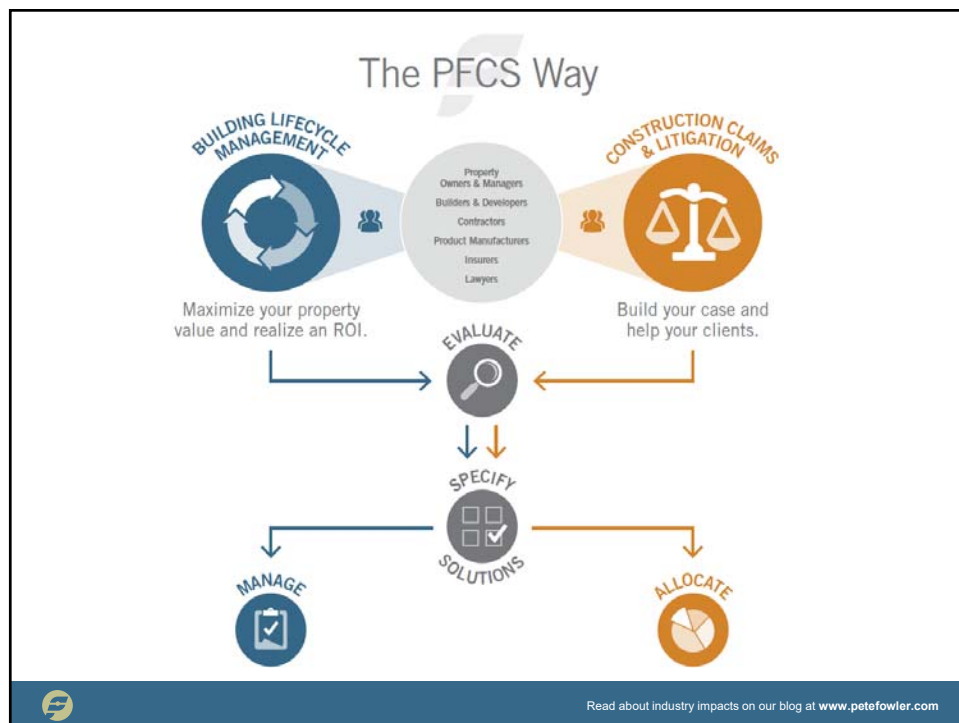 The PFCS Way
BUILDING LIFECYCLE
MANAGEMENT
Property
Owners & Managers
Builders & Developers
Contractors
Product Manufacturers
Insurers
Lawyers
CONSTRUCTION CLAIMS
& LITIGATION
Maximize your property
value and realize an ROI.
Build your case and
help your clients.
EVALUATE
SPECIFY
SOLUTIONS
MANAGE
ALLOCATE
Read about industry impacts on our blog at www.petefowler.com